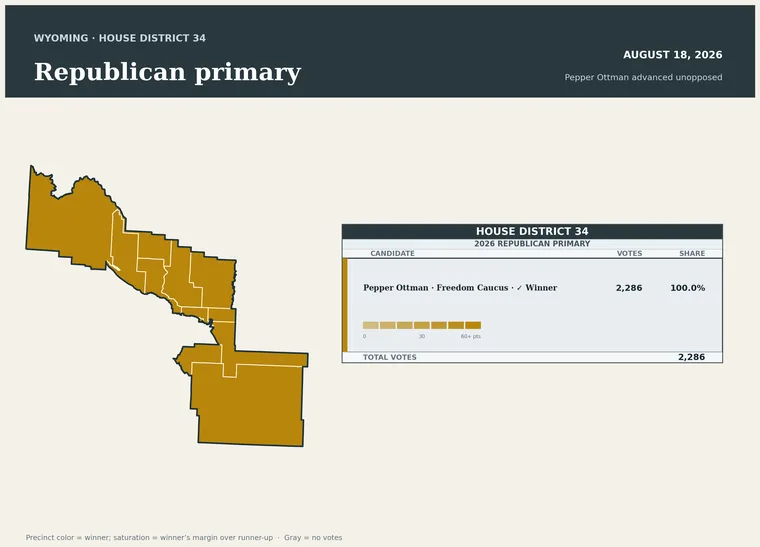 WYOMING · HOUSE DISTRICT 34
Republican primary
AUGUST 18, 2026
Pepper Ottman advanced unopposed
HOUSE DISTRICT 34
2026 REPUBLICAN PRIMARY
CANDIDATE VOTES SHARE
Pepper Ottman · Freedom Caucus · ✓ Winner 2,286 100.0%
0 30 60+ pts
TOTAL VOTES 2,286
Precinct color = winner; saturation = winner's margin over runner-up · Gray = no votes